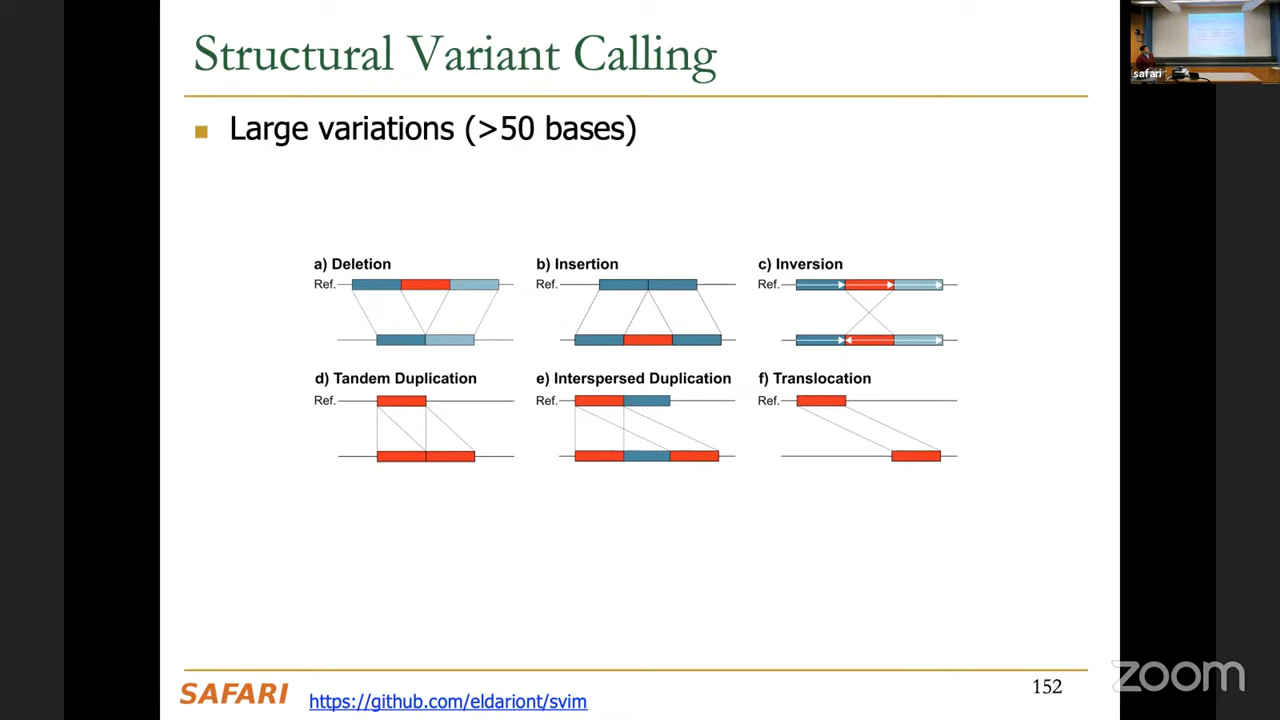 Structural Variant Calling
safari
Large variations (>50 bases)
a) Deletion
b) Insertion
c) Inversion
Ref.
Ref.
Ref.
d) Tandem Duplication
e) Interspersed Duplication
f) Translocation
Ref.
Ref.
Ref.
SAFARI
https://github.com/eldariont/svim
152
zoom